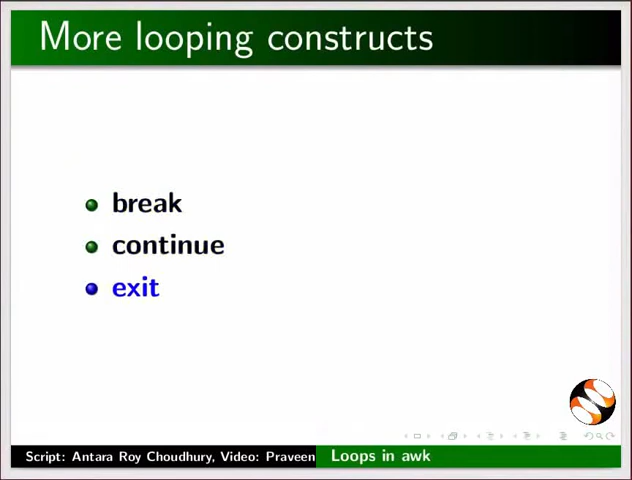 More looping constructs
break
continue
exit
Script: Antara Roy Choudhury, Video: Praveen
Loops in awk